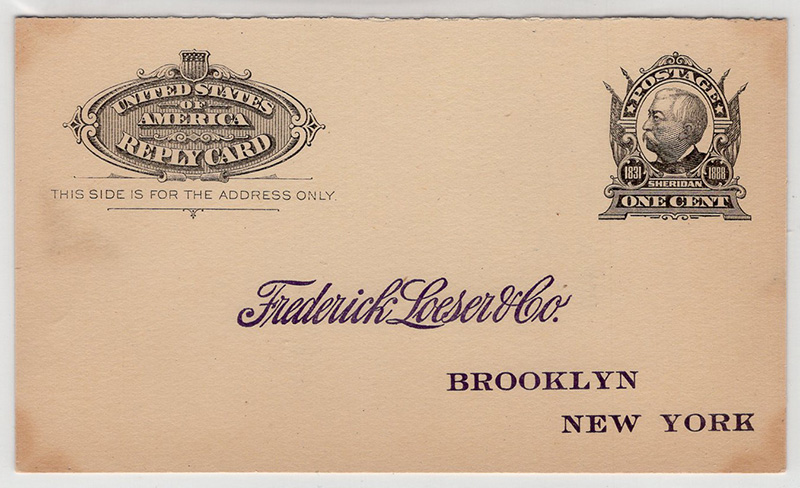 UNITED STATES
OF
AMERICA
REPLY CARD
THIS SIDE IS FOR THE ADDRESS ONLY.
POSTAGE
1831 1888
SHERIDAN
ONE CENT
Frederick Loeser & Co.
BROOKLYN
NEW YORK